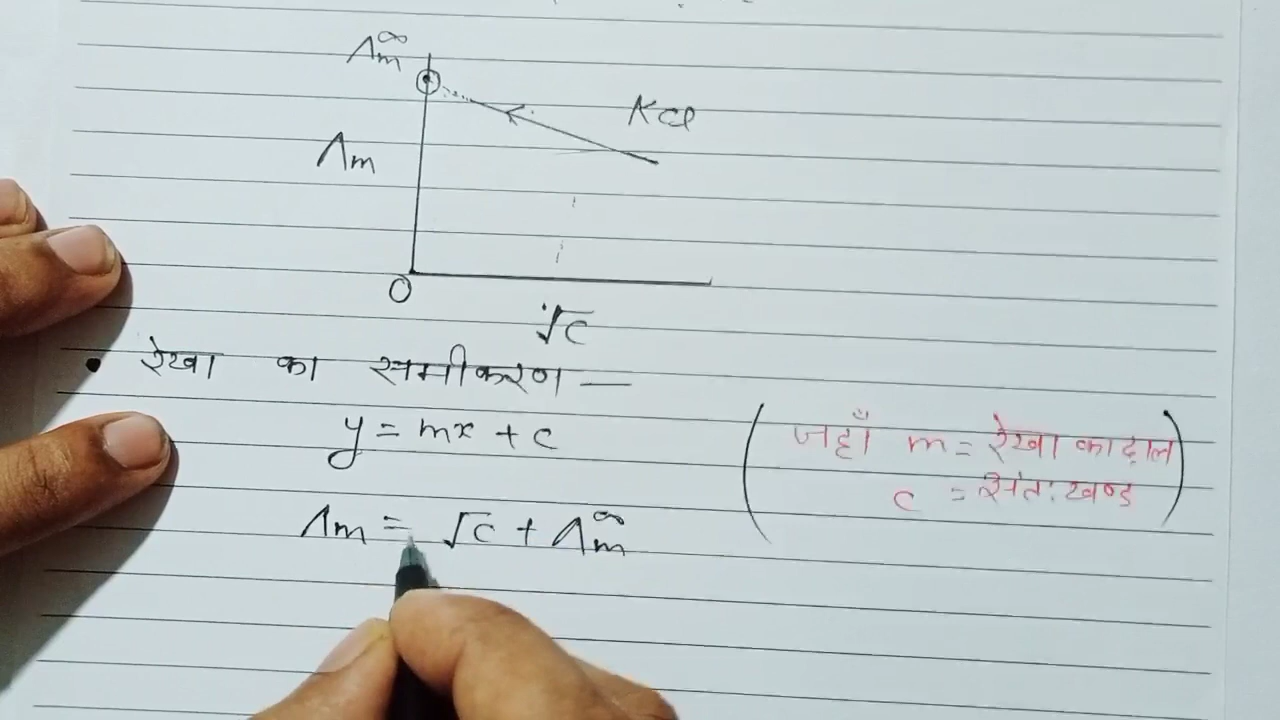 Λm∞
KCl
Λm
O
√c
• रेखा का समीकरण —
y = mx + c
(जहाँ m = रेखा का ढ़ाल
c = अंत:खण्ड)
Λm = √c + Λm∞